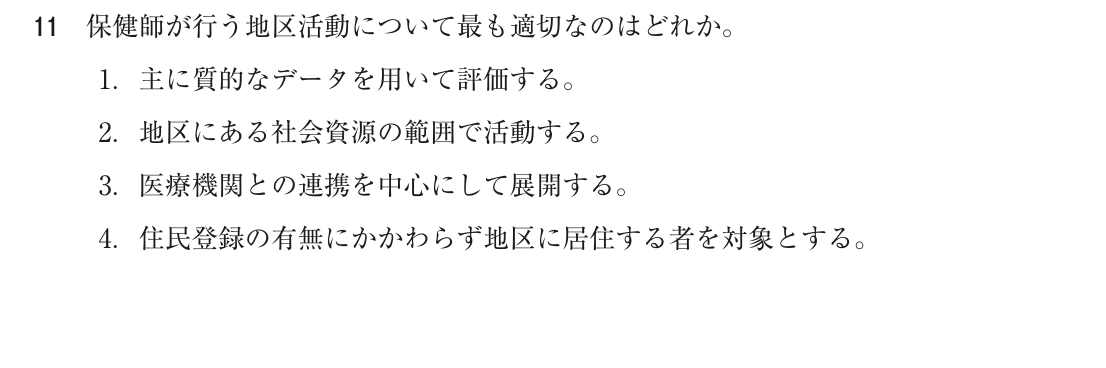 11 保健師が行う地区活動について最も適切なのはどれか。
1. 主に質的なデータを用いて評価する。
2. 地区にある社会資源の範囲で活動する。
3. 医療機関との連携を中心にして展開する。
4. 住民登録の有無にかかわらず地区に居住する者を対象とする。